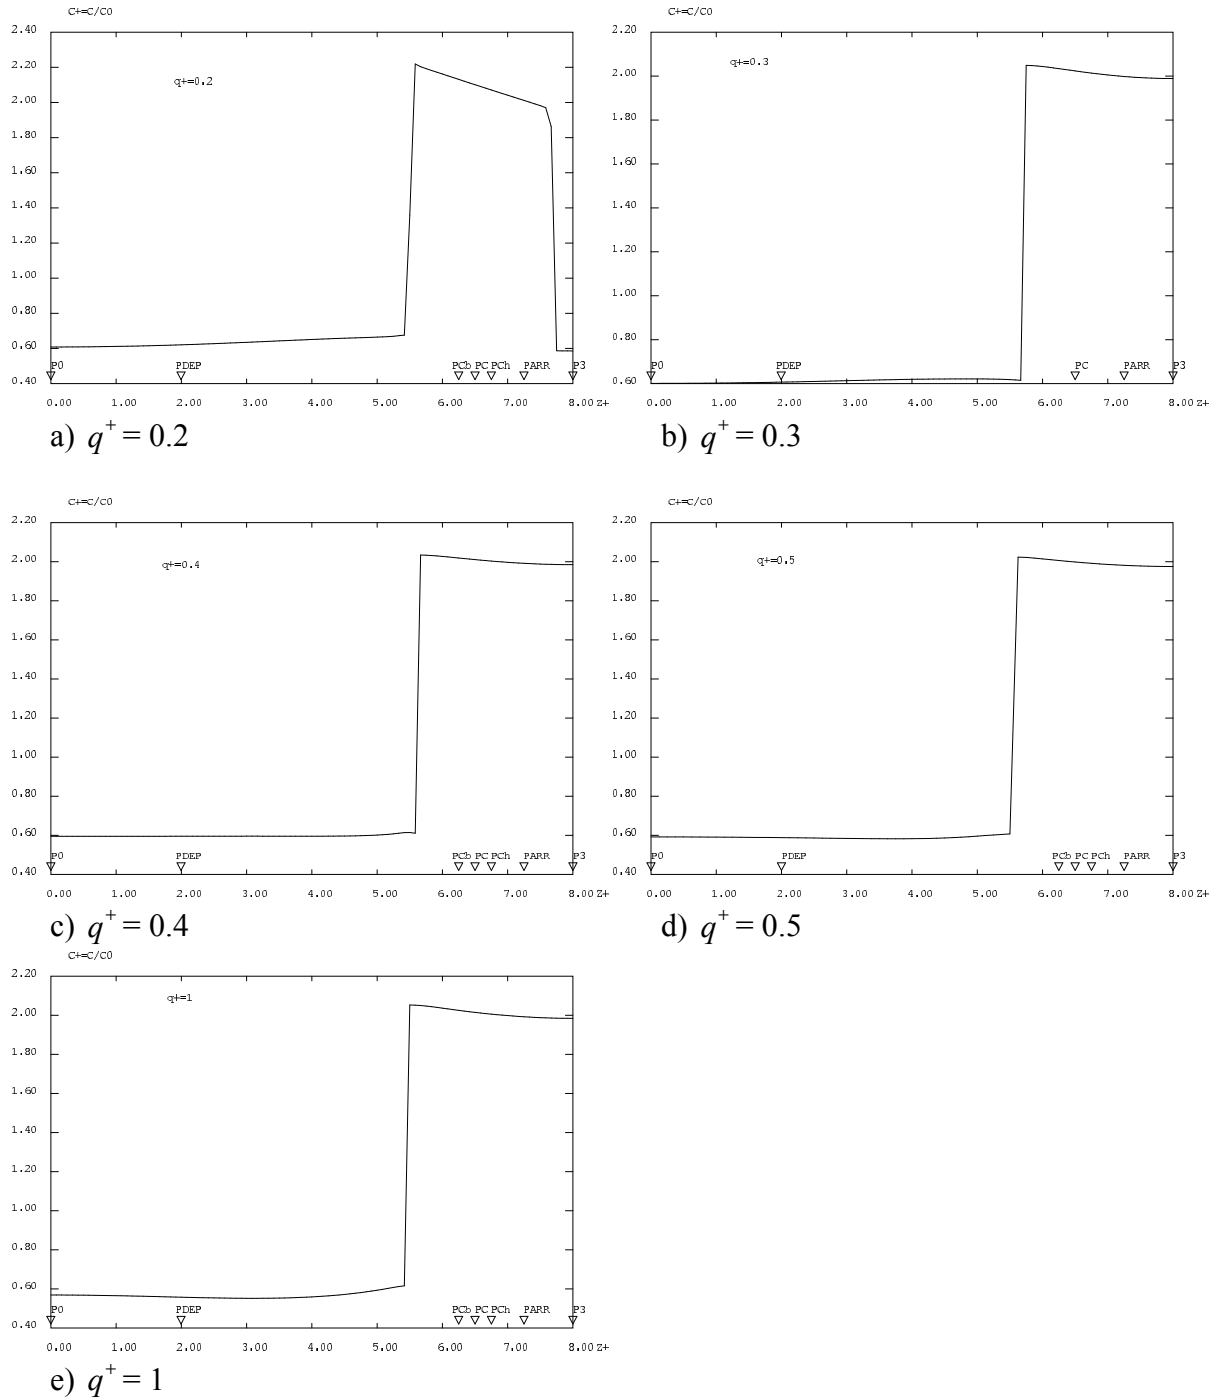 C+=C/C0
2.40
2.20
2.00
1.80
1.60
1.40
1.20
1.00
0.80
0.60
0.40
q+=0.2
P0 PDEP PCb PC PCh PARR P3
0.00 1.00 2.00 3.00 4.00 5.00 6.00 7.00 8.00 Z+
a) q+ = 0.2
C+=C/C0
2.20
2.00
1.80
1.60
1.40
1.20
1.00
0.80
0.60
q+=0.3
P0 PDEP PC PARR P3
0.00 1.00 2.00 3.00 4.00 5.00 6.00 7.00 8.00 Z+
b) q+ = 0.3
C+=C/C0
2.20
2.00
1.80
1.60
1.40
1.20
1.00
0.80
0.60
0.40
q+=0.4
P0 PDEP PCb PC PCh PARR P3
0.00 1.00 2.00 3.00 4.00 5.00 6.00 7.00 8.00 Z+
c) q+ = 0.4
C+=C/C0
2.20
2.00
1.80
1.60
1.40
1.20
1.00
0.80
0.60
0.40
q+=0.5
P0 PDEP PCb PC PCh PARR P3
0.00 1.00 2.00 3.00 4.00 5.00 6.00 7.00 8.00 Z+
d) q+ = 0.5
C+=C/C0
2.20
2.00
1.80
1.60
1.40
1.20
1.00
0.80
0.60
0.40
q+=1
P0 PDEP PCb PC PCh PARR P3
0.00 1.00 2.00 3.00 4.00 5.00 6.00 7.00 8.00 Z+
e) q+ = 1